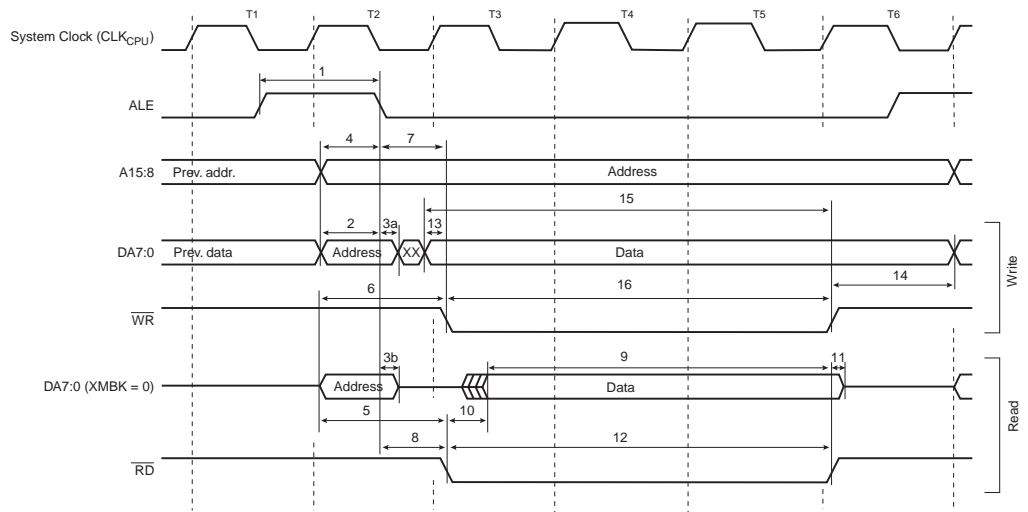 T1 T2 T3 T4 T5 T6
System Clock (CLKCPU)
1
ALE
4 7
A15:8 Prev. addr. Address
15
2 3a 13
DA7:0 Prev. data Address XX Data
Write
6 16 14
WR
3b 9 11
DA7:0 (XMBK = 0) Address Data
Read
5 10
8 12
RD